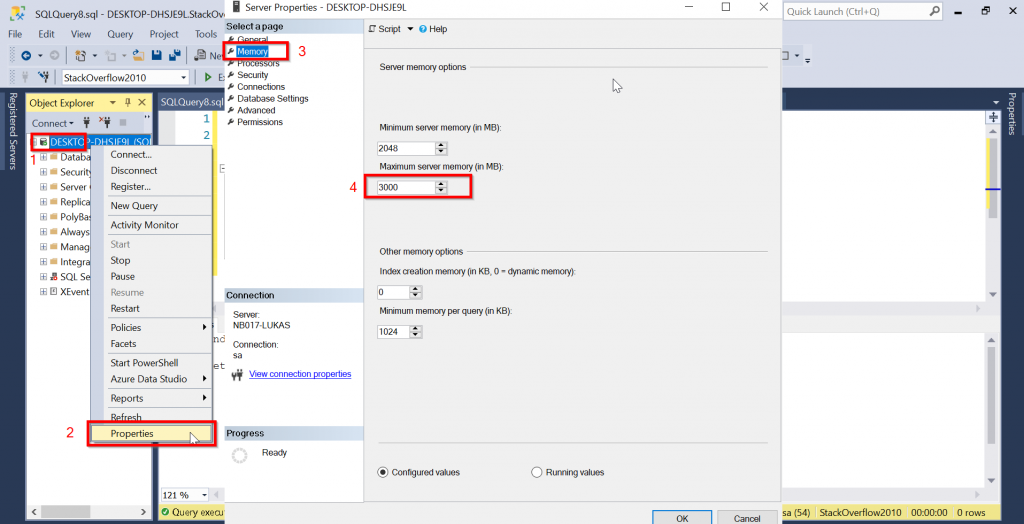 SQLQuery8.sql - DESKTOP-DHSJE9L.StackOver
File Edit View Query Project Tools
Quick Launch (Ctrl+Q)
StackOverflow2010
Registered Servers
Object Explorer
Connect
1 DESKTOP-DHSJE9L (SQL
Databa
Security
Server
Replica
PolyBas
Always
Manag
Integra
SQL Se
XEvent
SQLQuery8.sql
1
2
Connect...
Disconnect
Register...
New Query
Activity Monitor
Start
Stop
Pause
Resume
Restart
Policies
Facets
Start PowerShell
Azure Data Studio
Reports
Refresh
2 Properties
121 %
Query execu
Server Properties - DESKTOP-DHSJE9L
Select a page
General
Memory 3
Processors
Security
Connections
Database Settings
Advanced
Permissions
Connection
Server:
NB017-LUKAS
Connection:
sa
View connection properties
Progress
Ready
Script Help
Server memory options
Minimum server memory (in MB):
2048
Maximum server memory (in MB):
4 3000
Other memory options
Index creation memory (in KB, 0 = dynamic memory):
0
Minimum memory per query (in KB):
1024
Configured values Running values
OK Cancel
Properties
sa (54) StackOverflow2010 00:00:00 0 rows